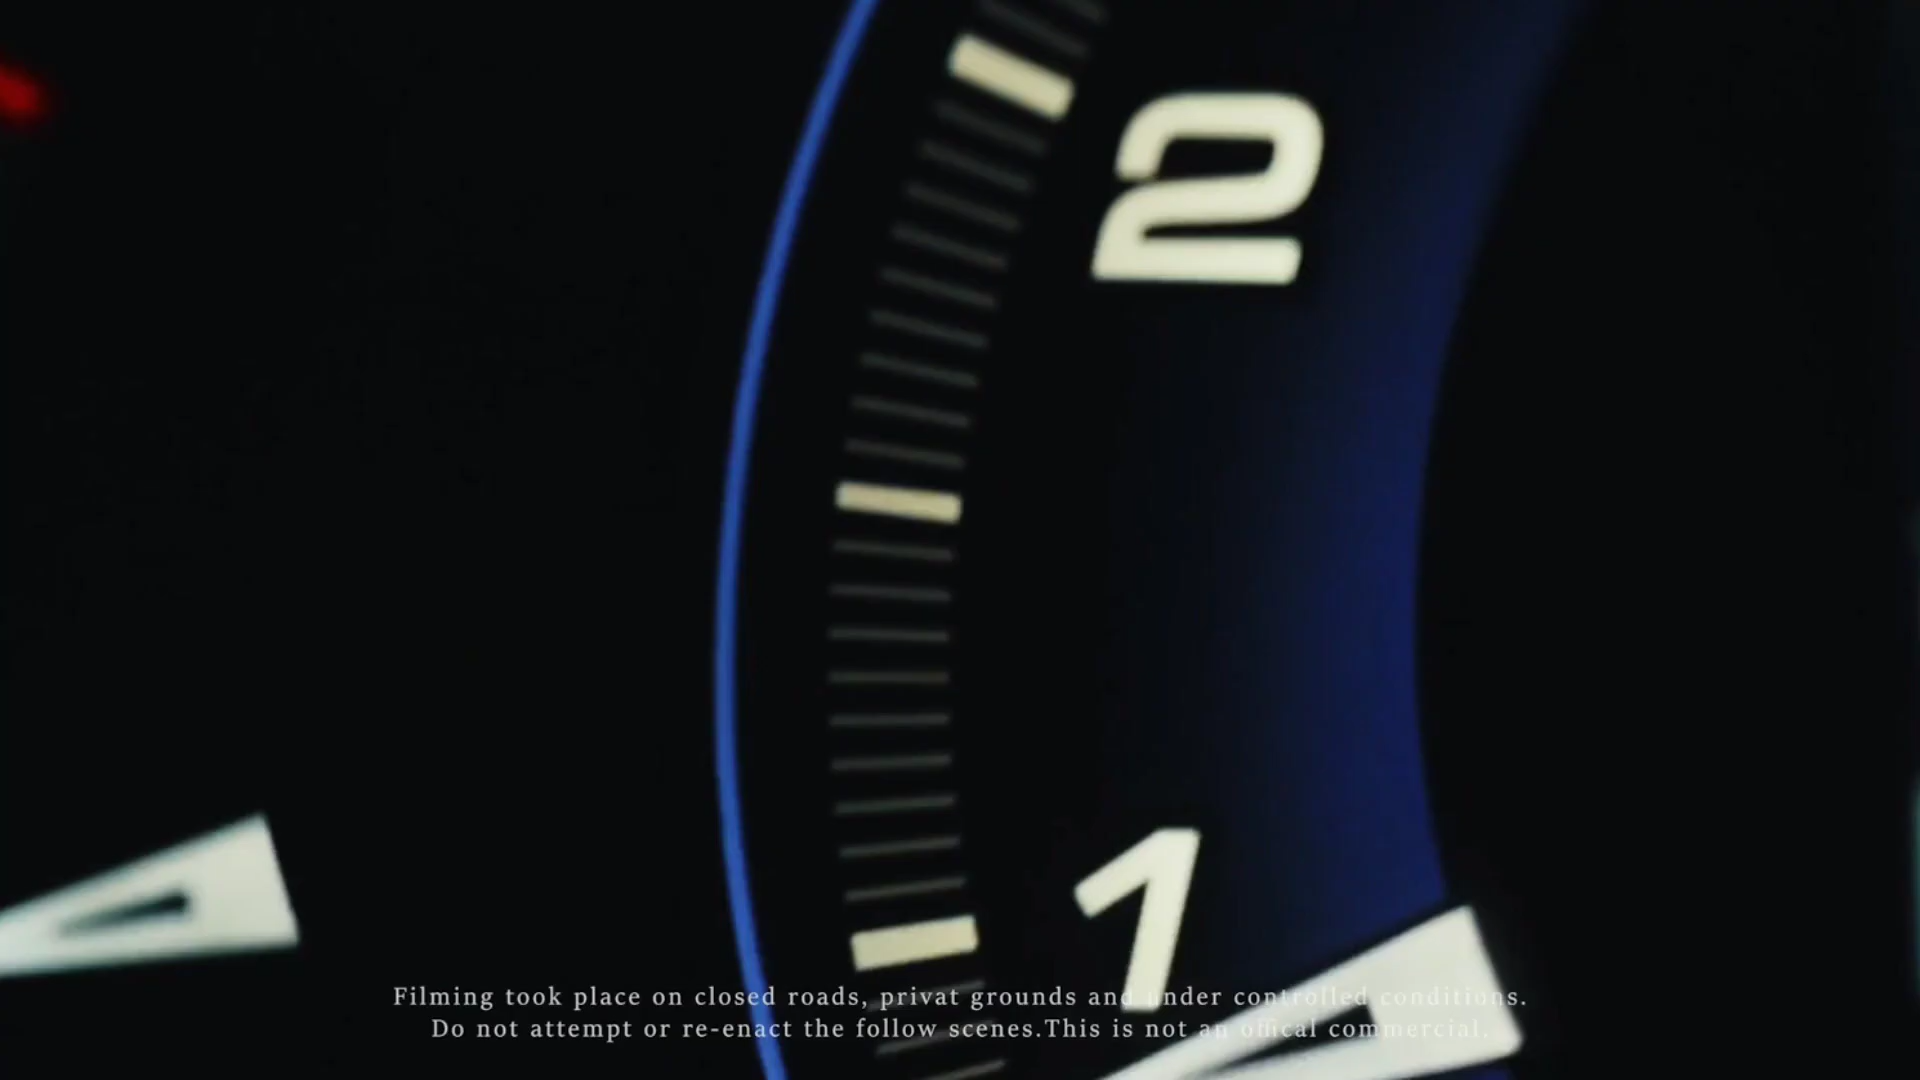 2
1
Filming took place on closed roads, privat grounds and under controlled conditions.
Do not attempt or re-enact the follow scenes.This is not an offical commercial.